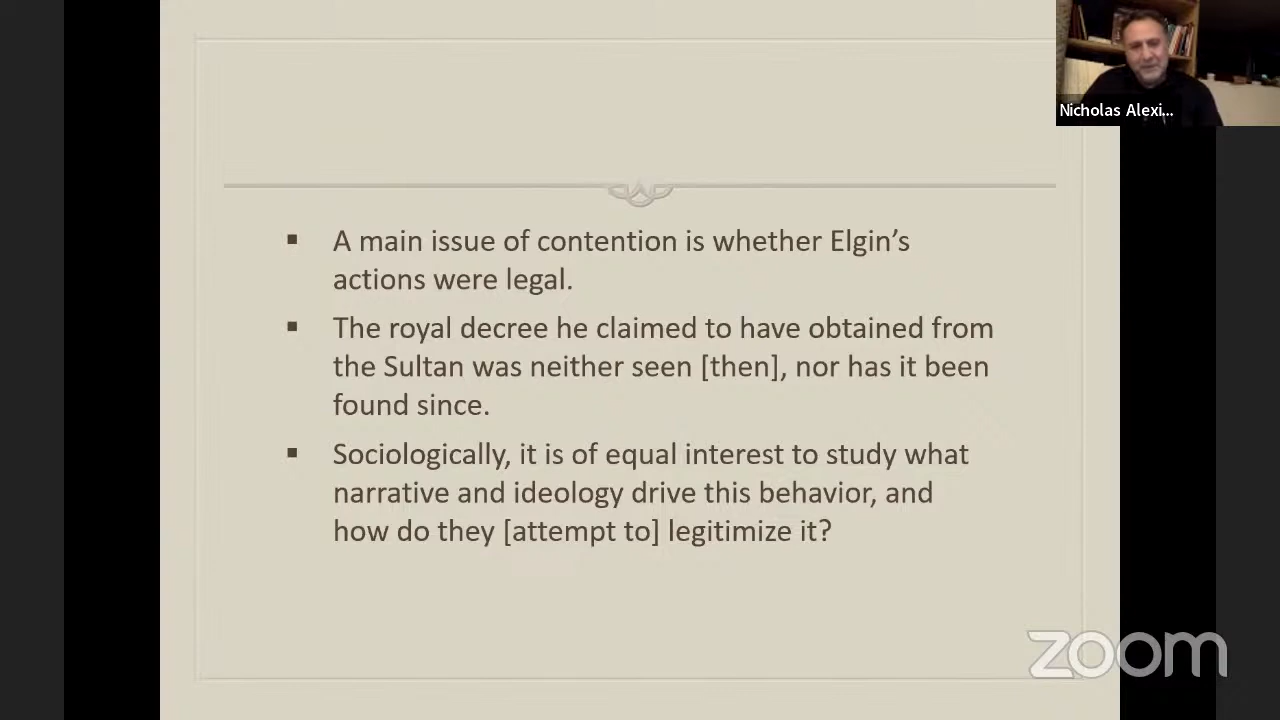 Nicholas Alexi...
A main issue of contention is whether Elgin’s
actions were legal.
The royal decree he claimed to have obtained from
the Sultan was neither seen [then], nor has it been
found since.
Sociologically, it is of equal interest to study what
narrative and ideology drive this behavior, and
how do they [attempt to] legitimize it?
zoom